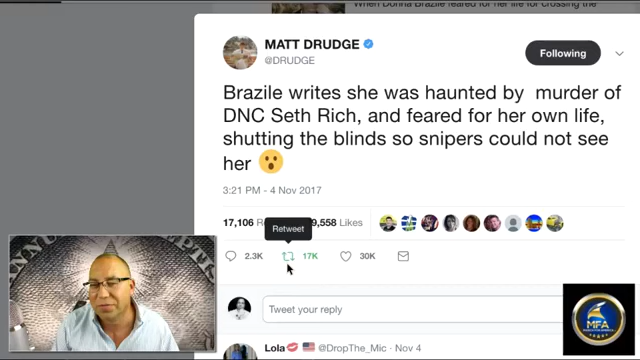 When Donna Brazile feared for her life for crossing the
MATT DRUDGE
@DRUDGE
Following
Brazile writes she was haunted by murder of
DNC Seth Rich, and feared for her own life,
shutting the blinds so snipers could not see
her 😮
3:21 PM - 4 Nov 2017
17,106 Re 9,558 Likes
Retweet
2.3K 17K 30K
Tweet your reply
MFA
Lola💋 🇺🇸 @DropThe_Mic · Nov 4